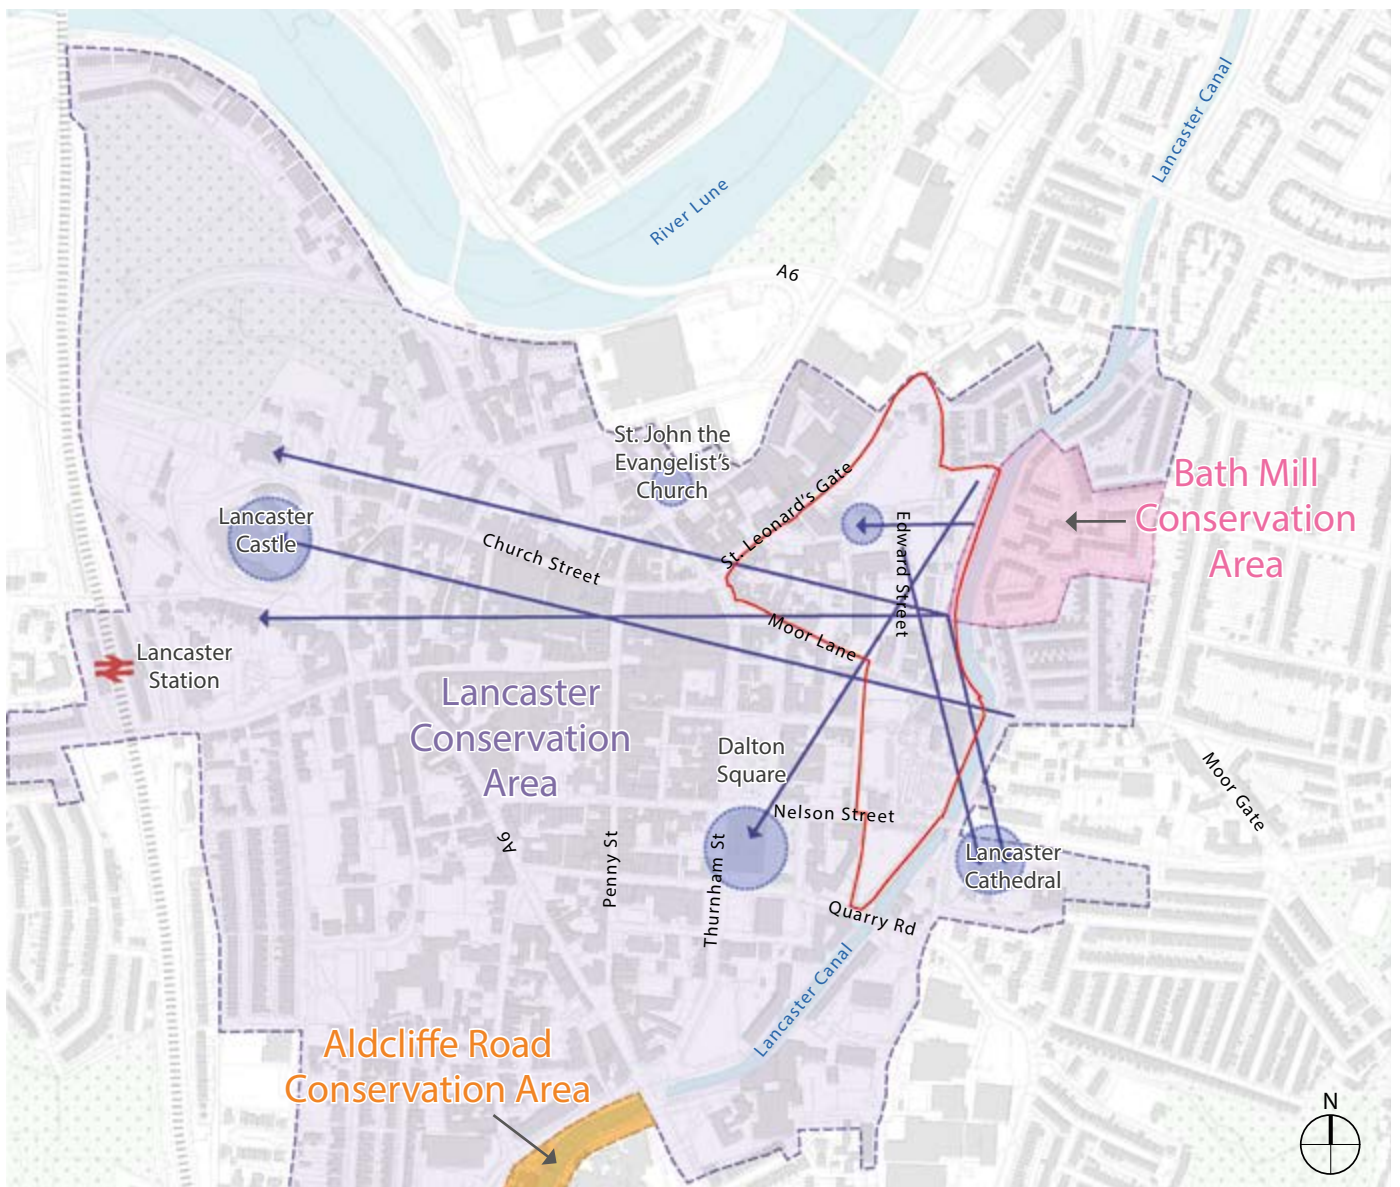 Lancaster Canal
River Lune
A6
St. John the
Evangelist's
Church
St. Leonard's Gate
Bath Mill
Conservation
Area
Lancaster
Castle
Church Street
Edward Street
Moor Lane
Lancaster
Station
Lancaster
Conservation
Area
Dalton
Square
Nelson Street
Moor Gate
A6
Penny St
Thurnham St
Lancaster
Cathedral
Quarry Rd
Lancaster Canal
Aldcliffe Road
Conservation Area
N